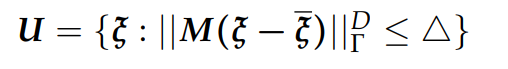 U = {ξ : ||M(ξ − ξ̅)||_Γ^D ≤ △}